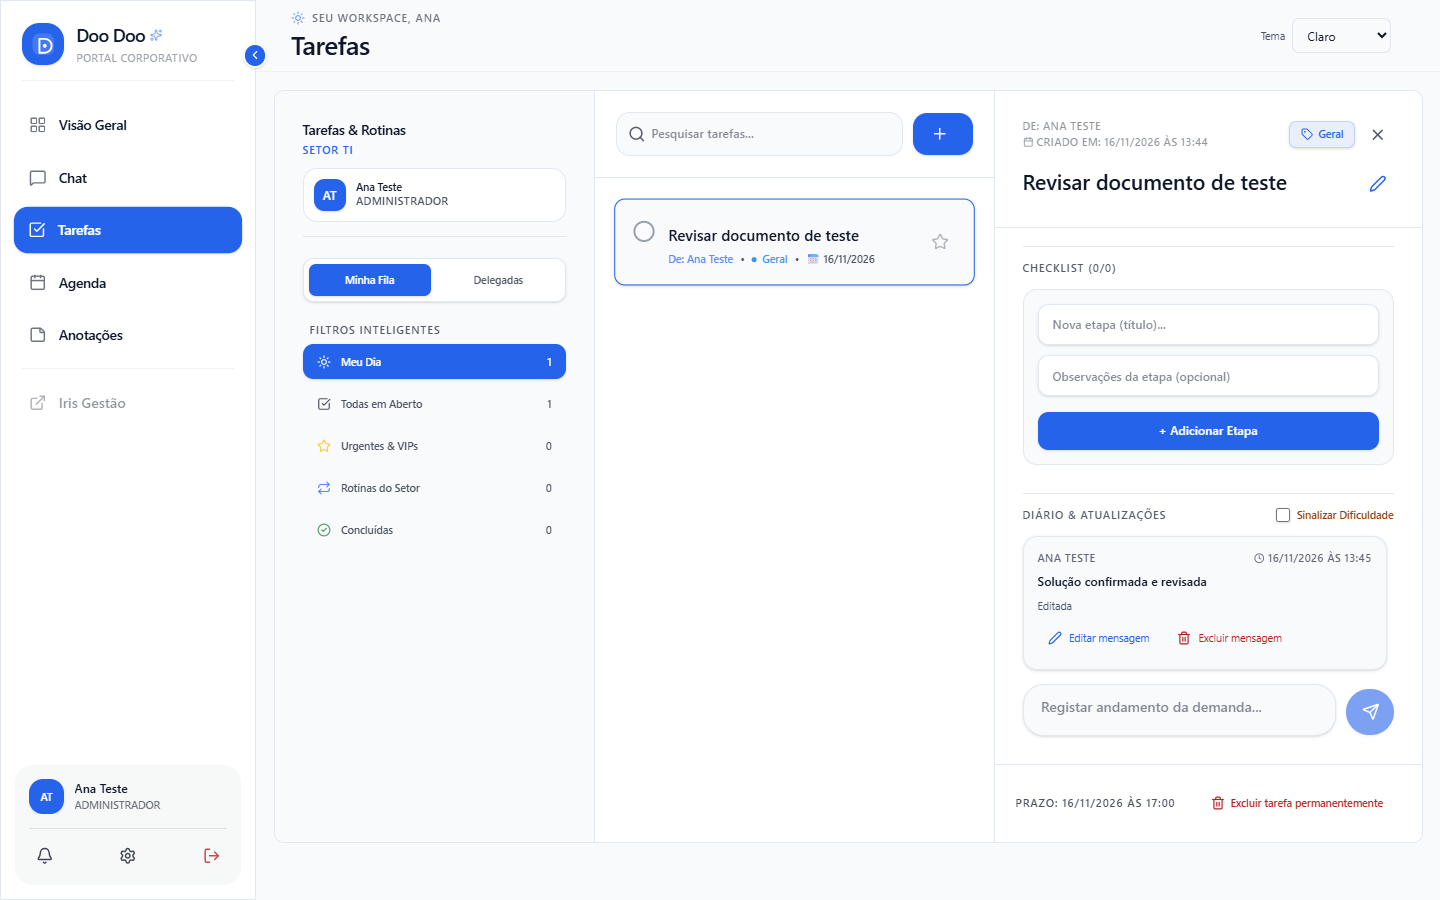 Doo Doo
PORTAL CORPORATIVO
Visão Geral
Chat
Tarefas
Agenda
Anotações
Iris Gestão
AT
Ana Teste
ADMINISTRADOR
SEU WORKSPACE, ANA
Tarefas
Tema
Claro
Tarefas & Rotinas
SETOR TI
AT
Ana Teste
ADMINISTRADOR
Minha Fila
Delegadas
FILTROS INTELIGENTES
Meu Dia 1
Todas em Aberto 1
Urgentes & VIPs 0
Rotinas do Setor 0
Concluídas 0
Pesquisar tarefas...
+
Revisar documento de teste
De: Ana Teste • • Geral • 16/11/2026
DE: ANA TESTE
CRIADO EM: 16/11/2026 ÀS 13:44
Geral
Revisar documento de teste
CHECKLIST (0/0)
Nova etapa (título)...
Observações da etapa (opcional)
+ Adicionar Etapa
DIÁRIO & ATUALIZAÇÕES
Sinalizar Dificuldade
ANA TESTE
16/11/2026 ÀS 13:45
Solução confirmada e revisada
Editada
Editar mensagem
Excluir mensagem
Registar andamento da demanda...
PRAZO: 16/11/2026 ÀS 17:00
Excluir tarefa permanentemente